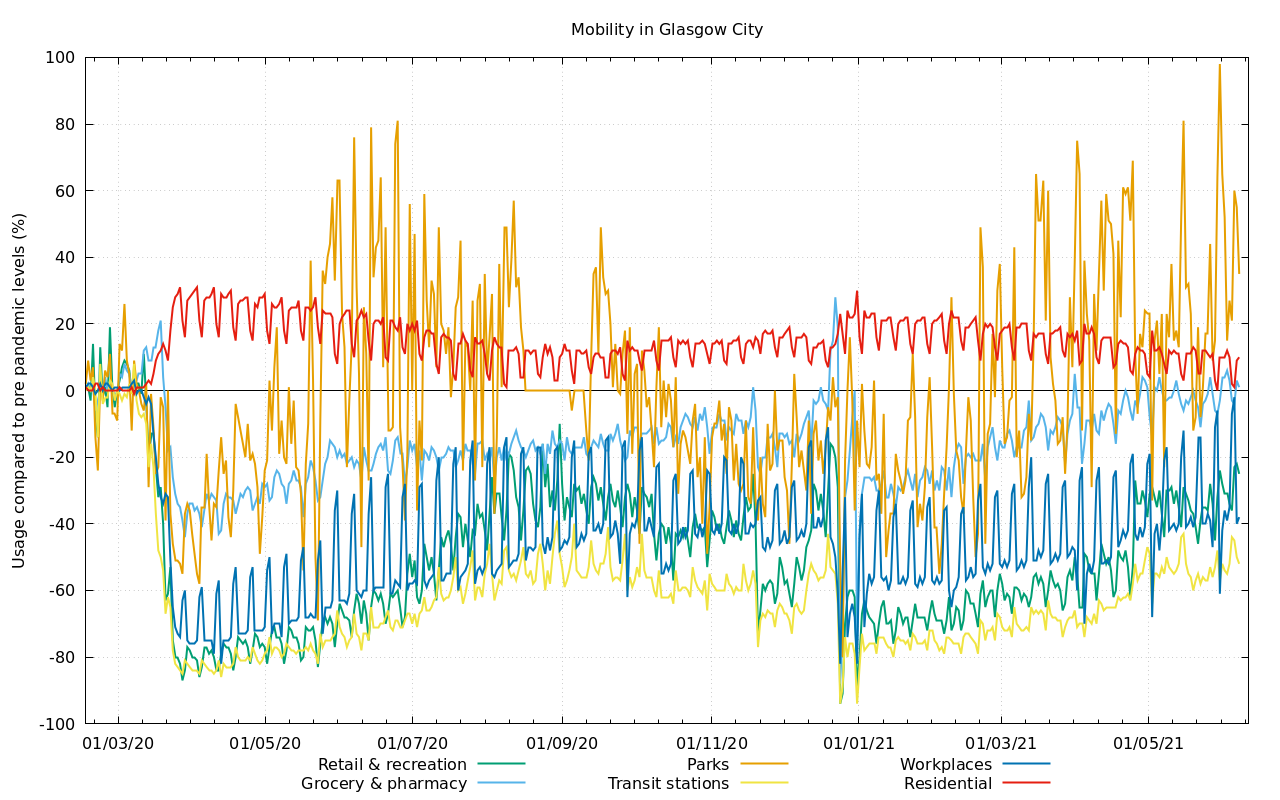 Mobility in Glasgow City
Usage compared to pre pandemic levels (%)
100
80
60
40
20
0
-20
-40
-60
-80
-100
01/03/20 01/05/20 01/07/20 01/09/20 01/11/20 01/01/21 01/03/21 01/05/21
Retail & recreation Parks Workplaces
Grocery & pharmacy Transit stations Residential